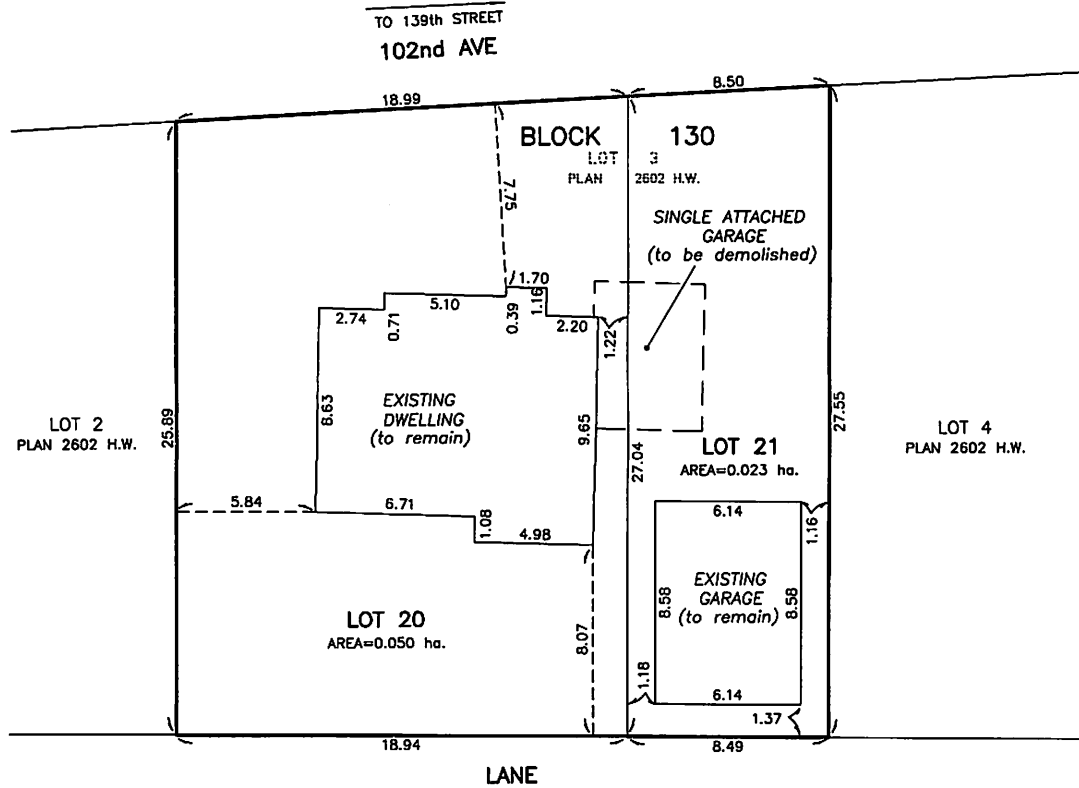 TO 139th STREET
102nd AVE
18.99
8.50
BLOCK 130
LOT 3
PLAN 2602 H.W.
7.75
SINGLE ATTACHED
GARAGE
(to be demolished)
1.70
5.10
1.16
2.74
0.71
0.39
2.20
1.22
EXISTING
DWELLING
(to remain)
8.63
9.65
25.89
27.55
LOT 2
PLAN 2602 H.W.
LOT 4
PLAN 2602 H.W.
LOT 21
AREA=0.023 ha.
27.04
5.84
6.71
1.08
4.98
6.14
1.16
EXISTING
GARAGE
(to remain)
8.58
8.58
LOT 20
AREA=0.050 ha.
8.07
1.18
6.14
1.37
18.94
8.49
LANE